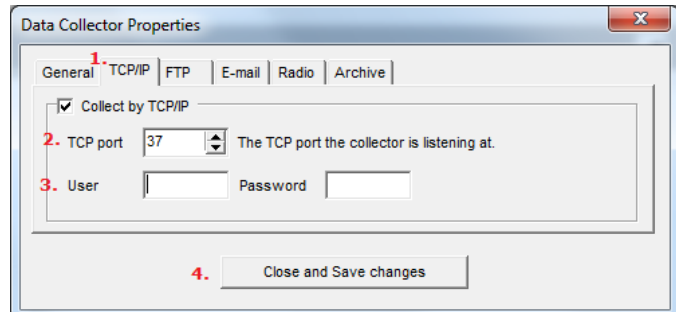 Data Collector Properties
X
1.
General TCP/IP FTP E-mail Radio Archive
Collect by TCP/IP
2. TCP port 37 The TCP port the collector is listening at.
3. User Password
4. Close and Save changes